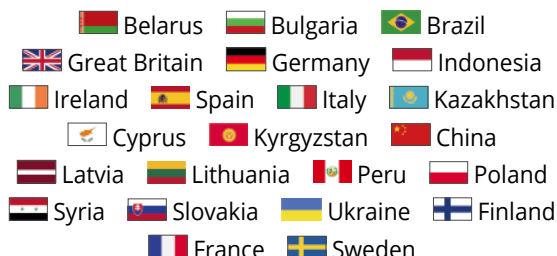 Belarus Bulgaria Brazil
Great Britain Germany Indonesia
Ireland Spain Italy Kazakhstan
Cyprus Kyrgyzstan China
Latvia Lithuania Peru Poland
Syria Slovakia Ukraine Finland
France Sweden